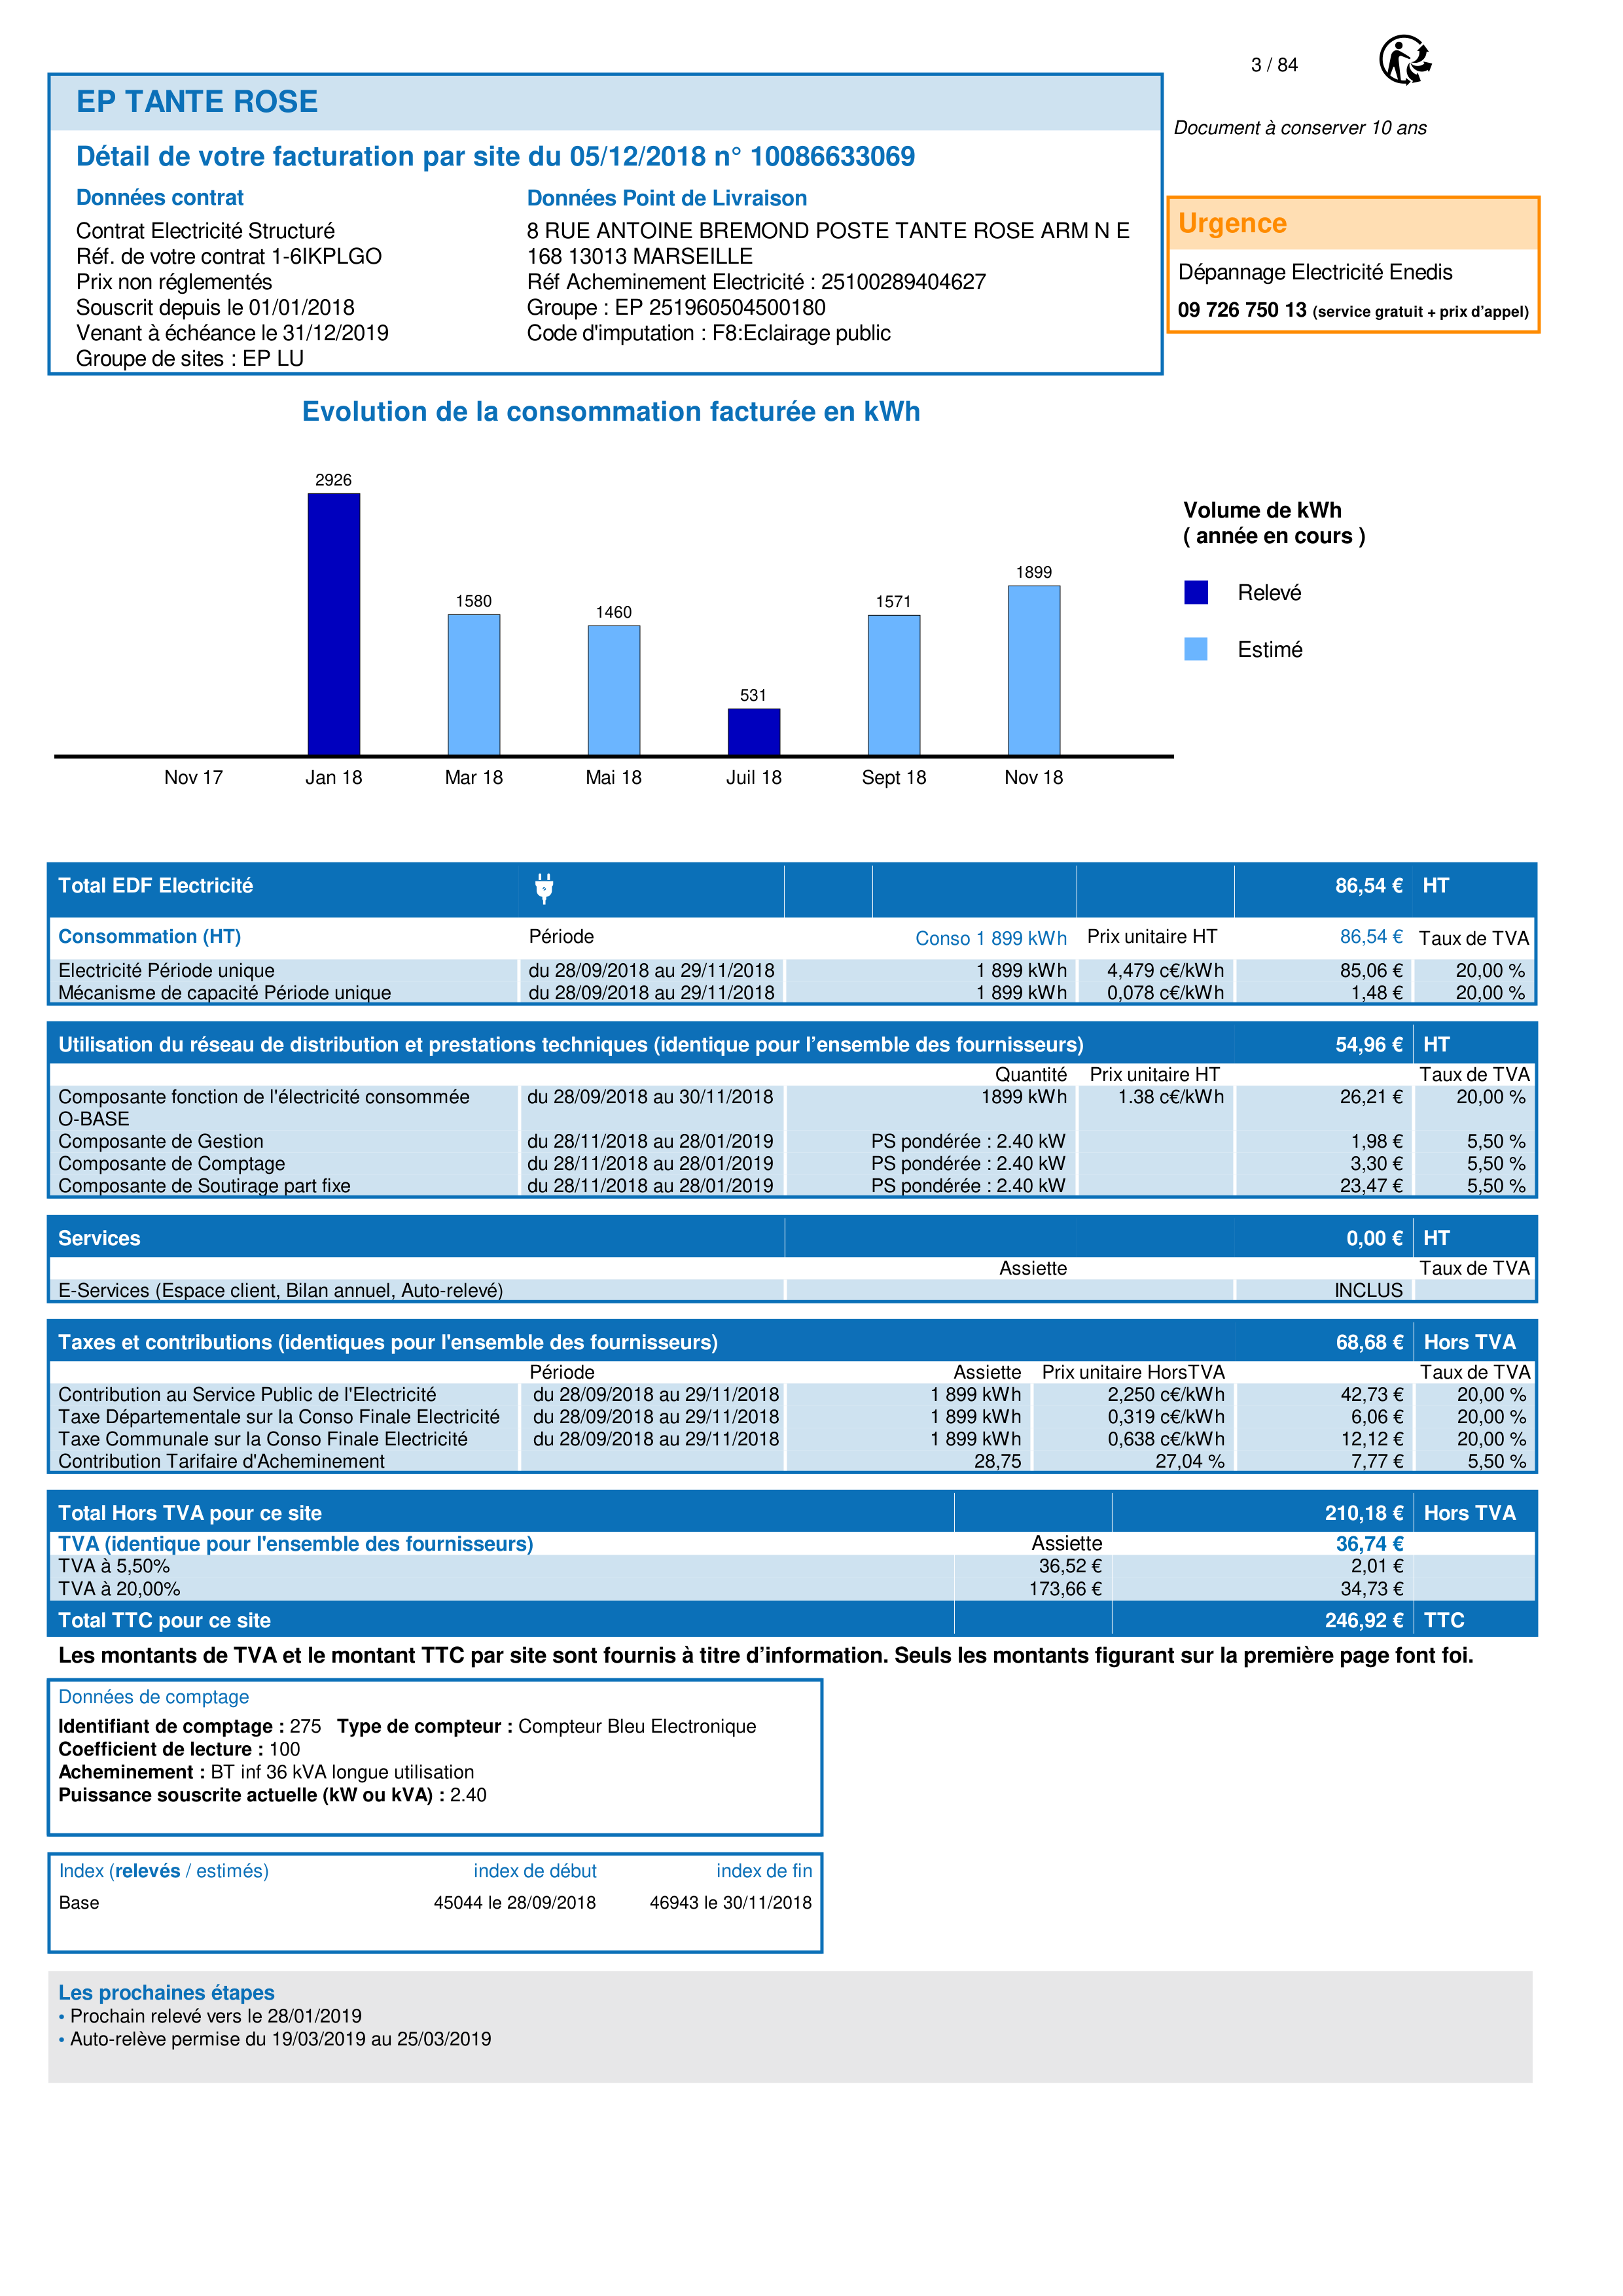 3 / 84
EP TANTE ROSE
Document à conserver 10 ans
Détail de votre facturation par site du 05/12/2018 n° 10086633069
Données contrat
Contrat Electricité Structuré
Réf. de votre contrat 1-6IKPLGO
Prix non réglementés
Souscrit depuis le 01/01/2018
Venant à échéance le 31/12/2019
Groupe de sites : EP LU
Données Point de Livraison
8 RUE ANTOINE BREMOND POSTE TANTE ROSE ARM N E
168 13013 MARSEILLE
Réf Acheminement Electricité : 25100289404627
Groupe : EP 251960504500180
Code d'imputation : F8:Eclairage public
Urgence
Dépannage Electricité Enedis
09 726 750 13 (service gratuit + prix d’appel)
Evolution de la consommation facturée en kWh
2926
1580
1460
531
1571
1899
Nov 17 Jan 18 Mar 18 Mai 18 Juil 18 Sept 18 Nov 18
Volume de kWh
( année en cours )
Relevé
Estimé
Total EDF Electricité 86,54 € HT
Consommation (HT) Période Conso 1 899 kWh Prix unitaire HT 86,54 € Taux de TVA
Electricité Période unique du 28/09/2018 au 29/11/2018 1 899 kWh 4,479 c€/kWh 85,06 € 20,00 %
Mécanisme de capacité Période unique du 28/09/2018 au 29/11/2018 1 899 kWh 0,078 c€/kWh 1,48 € 20,00 %
Utilisation du réseau de distribution et prestations techniques (identique pour l’ensemble des fournisseurs) 54,96 € HT
Quantité Prix unitaire HT Taux de TVA
Composante fonction de l'électricité consommée du 28/09/2018 au 30/11/2018 1899 kWh 1.38 c€/kWh 26,21 € 20,00 %
O-BASE
Composante de Gestion du 28/11/2018 au 28/01/2019 PS pondérée : 2.40 kW 1,98 € 5,50 %
Composante de Comptage du 28/11/2018 au 28/01/2019 PS pondérée : 2.40 kW 3,30 € 5,50 %
Composante de Soutirage part fixe du 28/11/2018 au 28/01/2019 PS pondérée : 2.40 kW 23,47 € 5,50 %
Services 0,00 € HT
Assiette Taux de TVA
E-Services (Espace client, Bilan annuel, Auto-relevé) INCLUS
Taxes et contributions (identiques pour l'ensemble des fournisseurs) 68,68 € Hors TVA
Période Assiette Prix unitaire HorsTVA Taux de TVA
Contribution au Service Public de l'Electricité du 28/09/2018 au 29/11/2018 1 899 kWh 2,250 c€/kWh 42,73 € 20,00 %
Taxe Départementale sur la Conso Finale Electricité du 28/09/2018 au 29/11/2018 1 899 kWh 0,319 c€/kWh 6,06 € 20,00 %
Taxe Communale sur la Conso Finale Electricité du 28/09/2018 au 29/11/2018 1 899 kWh 0,638 c€/kWh 12,12 € 20,00 %
Contribution Tarifaire d'Acheminement 28,75 27,04 % 7,77 € 5,50 %
Total Hors TVA pour ce site 210,18 € Hors TVA
TVA (identique pour l'ensemble des fournisseurs) Assiette 36,74 €
TVA à 5,50% 36,52 € 2,01 €
TVA à 20,00% 173,66 € 34,73 €
Total TTC pour ce site 246,92 € TTC
Les montants de TVA et le montant TTC par site sont fournis à titre d’information. Seuls les montants figurant sur la première page font foi.
Données de comptage
Identifiant de comptage : 275 Type de compteur : Compteur Bleu Electronique
Coefficient de lecture : 100
Acheminement : BT inf 36 kVA longue utilisation
Puissance souscrite actuelle (kW ou kVA) : 2.40
Index (relevés / estimés) index de début index de fin
Base 45044 le 28/09/2018 46943 le 30/11/2018
Les prochaines étapes
• Prochain relevé vers le 28/01/2019
• Auto-relève permise du 19/03/2019 au 25/03/2019